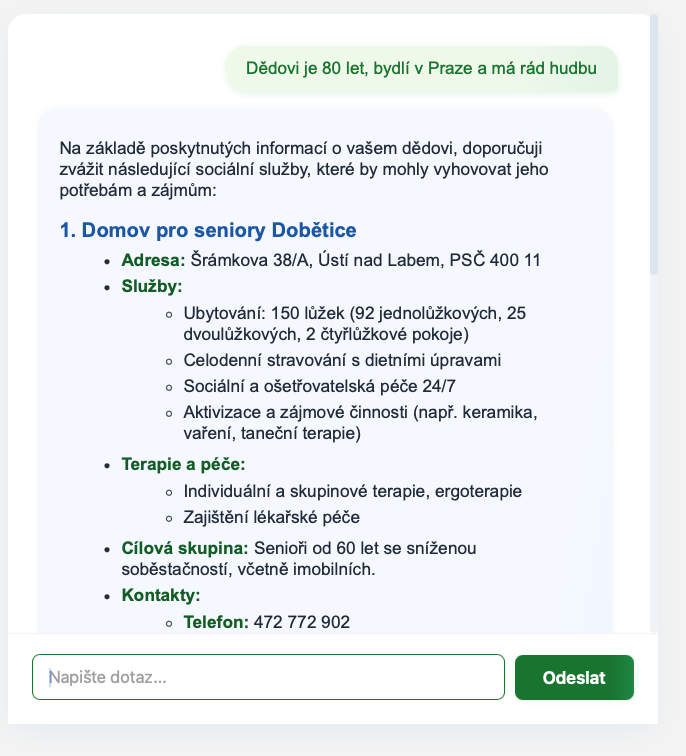 Dědovi je 80 let, bydlí v Praze a má rád hudbu
Na základě poskytnutých informací o vašem dědovi, doporučuji
zvážit následující sociální služby, které by mohly vyhovovat jeho
potřebám a zájmům:
1. Domov pro seniory Dobětice
• Adresa: Šrámkova 38/A, Ústí nad Labem, PSČ 400 11
• Služby:
◦ Ubytování: 150 lůžek (92 jednolůžkových, 25
dvoulůžkových, 2 čtyřlůžkové pokoje)
◦ Celodenní stravování s dietními úpravami
◦ Sociální a ošetřovatelská péče 24/7
◦ Aktivizace a zájmové činnosti (např. keramika,
vaření, taneční terapie)
• Terapie a péče:
◦ Individuální a skupinové terapie, ergoterapie
◦ Zajištění lékařské péče
• Cílová skupina: Senioři od 60 let se sníženou
soběstačností, včetně imobilních.
• Kontakty:
◦ Telefon: 472 772 902
Napište dotaz...
Odeslat